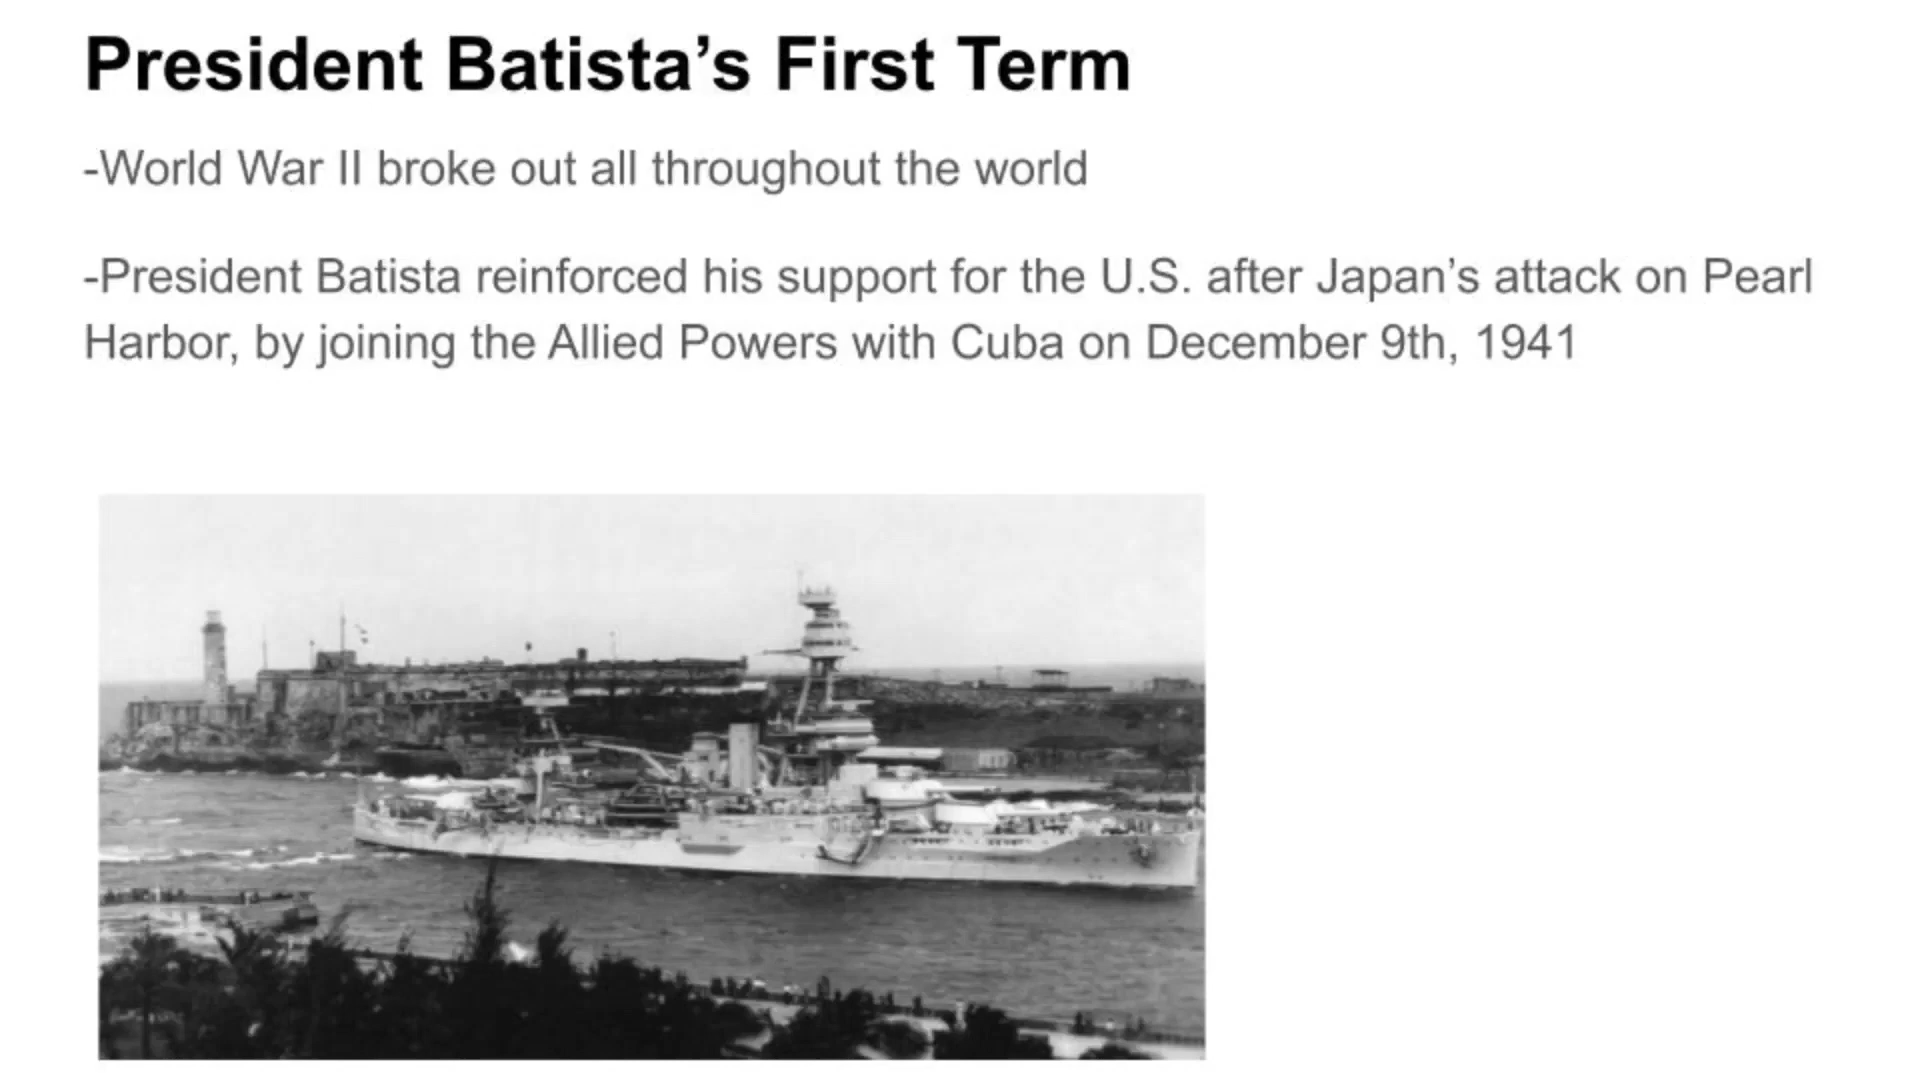 President Batista’s First Term
-World War II broke out all throughout the world
-President Batista reinforced his support for the U.S. after Japan’s attack on Pearl
Harbor, by joining the Allied Powers with Cuba on December 9th, 1941